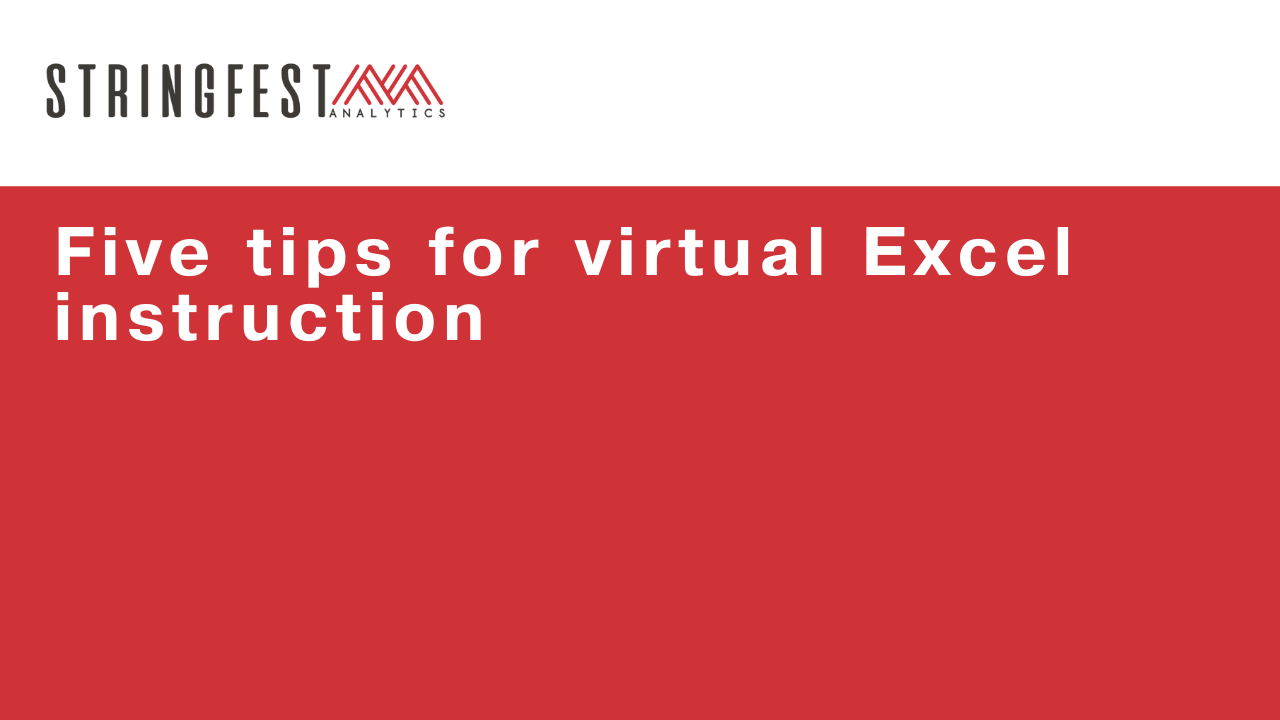 STRINGFEST
ANALYTICS
Five tips for virtual Excel
instruction